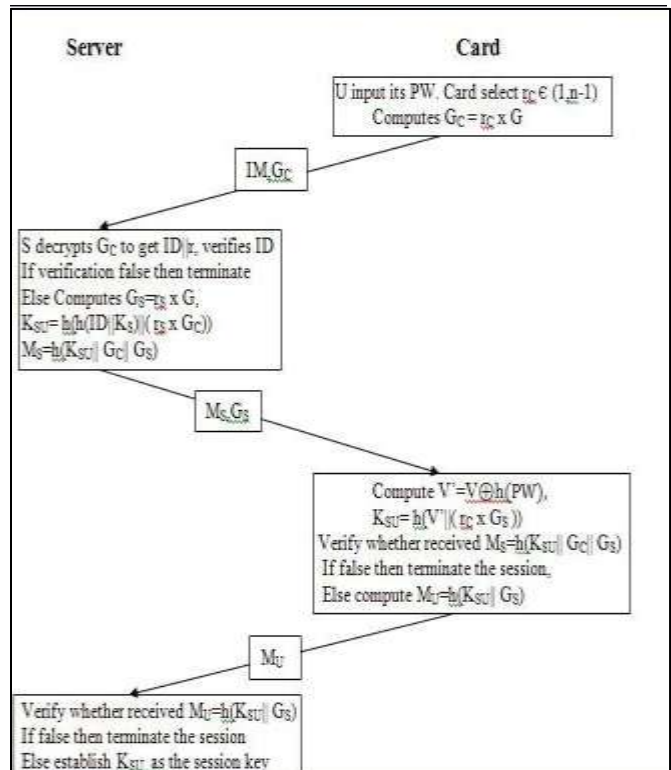 Server
Card
U input its PW. Card select rC Є (1,n-1)
Computes GC = rC x G
IM,GC
S decrypts GC to get ID||r, verifies ID
If verification false then terminate
Else Computes GS=rS x G,
KSU= h(h(ID||KS)||( rS x GC))
MS=h(KSU|| GC|| GS)
MS,GS
Compute V'=V⊕h(PW),
KSU= h(V'||( rC x GS ))
Verify whether received MS=h(KSU|| GC|| GS)
If false then terminate the session,
Else compute MU=h(KSU|| GS)
MU
Verify whether received MU=h(KSU|| GS)
If false then terminate the session
Else establish KSU as the session key